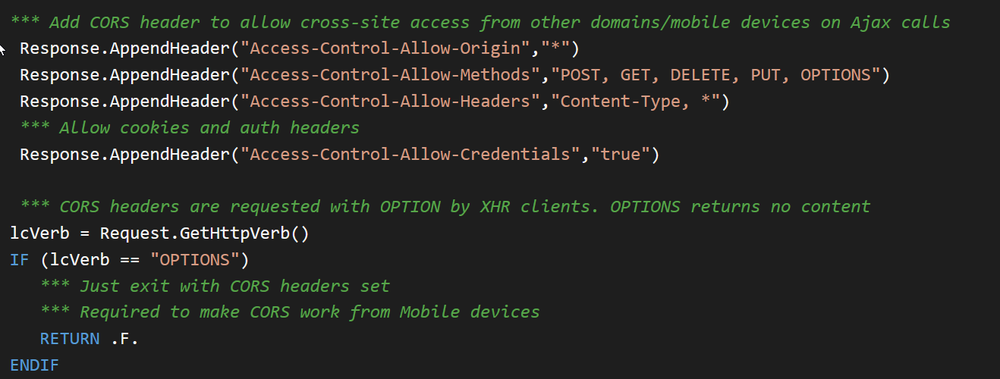 *** Add CORS header to allow cross-site access from other domains/mobile devices on Ajax calls
Response.AppendHeader("Access-Control-Allow-Origin","*")
Response.AppendHeader("Access-Control-Allow-Methods","POST, GET, DELETE, PUT, OPTIONS")
Response.AppendHeader("Access-Control-Allow-Headers","Content-Type, *")
*** Allow cookies and auth headers
Response.AppendHeader("Access-Control-Allow-Credentials","true")
*** CORS headers are requested with OPTION by XHR clients. OPTIONS returns no content
lcVerb = Request.GetHttpVerb()
IF (lcVerb == "OPTIONS")
*** Just exit with CORS headers set
*** Required to make CORS work from Mobile devices
RETURN .F.
ENDIF